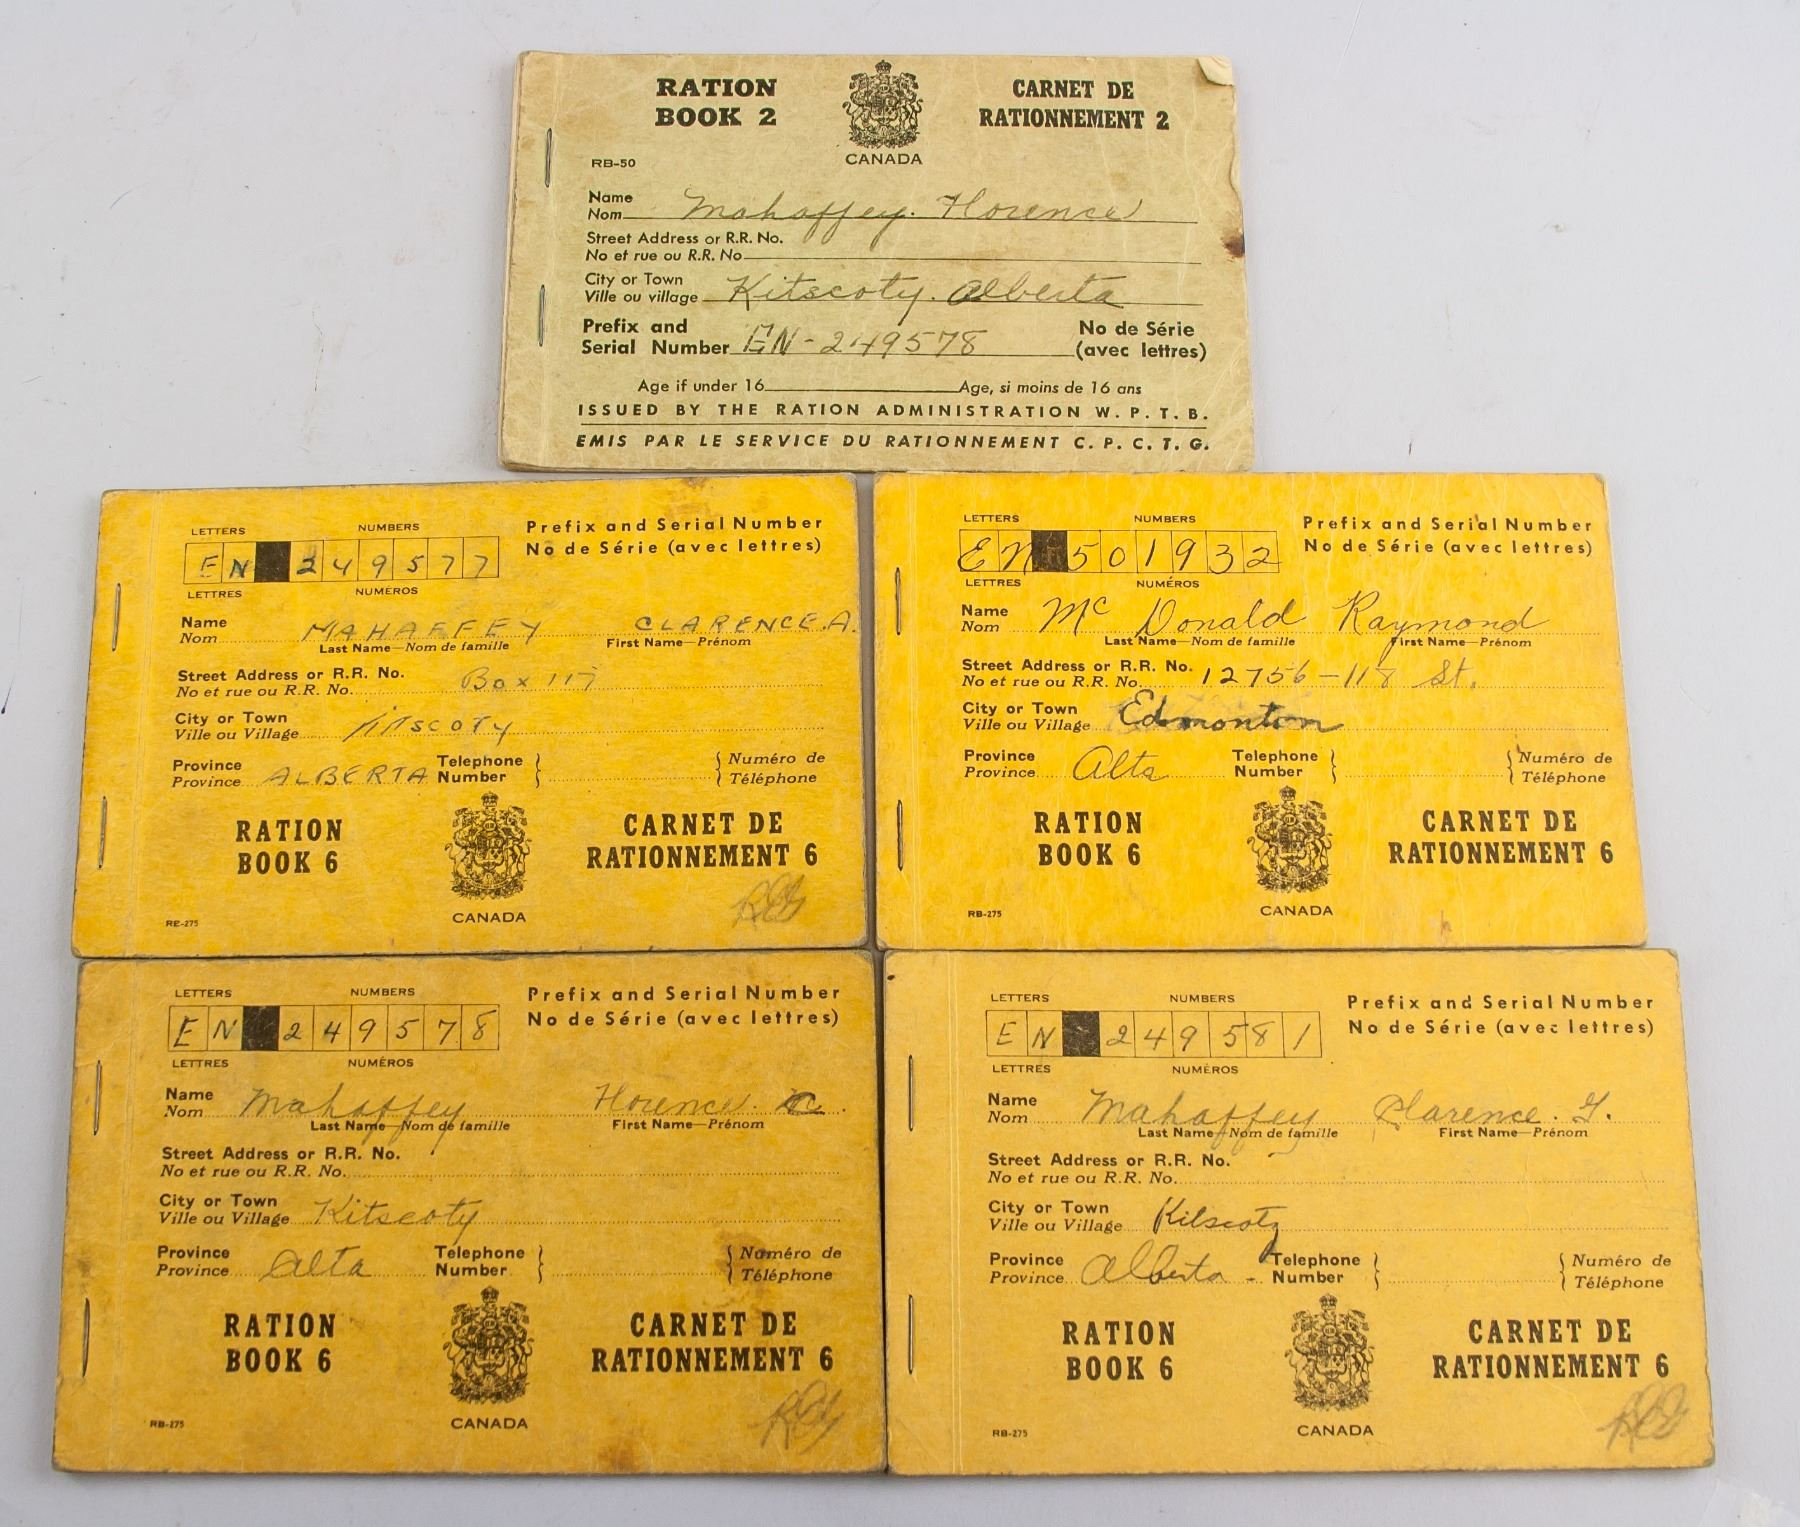 RATION BOOK 2
CARNET DE RATIONNEMENT 2
RB-50
CANADA
Name
Nom Mahaffey. Florence
Street Address or R.R. No.
No et rue ou R.R. No
City or Town
Ville ou village Kitscoty. Alberta
Prefix and Serial Number EN-249578 No de Série (avec lettres)
Age if under 16 Age, si moins de 16 ans
ISSUED BY THE RATION ADMINISTRATION W. P. T. B.
EMIS PAR LE SERVICE DU RATIONNEMENT C. P. C. T. G.
LETTERS NUMBERS
Prefix and Serial Number
No de Série (avec lettres)
EN 249577
LETTRES NUMÉROS
Name
Nom MAHAFFEY CLARENCE.A.
Last Name—Nom de famille First Name—Prénom
Street Address or R.R. No.
No et rue ou R.R. No. Box 117
City or Town
Ville ou Village Kitscoty
Province
Province ALBERTA
Telephone Number
Numéro de Téléphone
RATION BOOK 6
CARNET DE RATIONNEMENT 6
CANADA
RB-275
LETTERS NUMBERS
Prefix and Serial Number
No de Série (avec lettres)
EN 501932
LETTRES NUMÉROS
Name
Nom Mc Donald Raymond
Last Name—Nom de famille First Name—Prénom
Street Address or R.R. No.
No et rue ou R.R. No. 12756-118 St.
City or Town
Ville ou Village Edmonton
Province
Province Alta
Telephone Number
Numéro de Téléphone
RATION BOOK 6
CARNET DE RATIONNEMENT 6
CANADA
RB-275
LETTERS NUMBERS
Prefix and Serial Number
No de Série (avec lettres)
EN 249578
LETTRES NUMÉROS
Name
Nom Mahaffey Florence.
Last Name—Nom de famille First Name—Prénom
Street Address or R.R. No.
No et rue ou R.R. No.
City or Town
Ville ou Village Kitscoty
Province
Province Alta
Telephone Number
Numéro de Téléphone
RATION BOOK 6
CARNET DE RATIONNEMENT 6
CANADA
RB-275
LETTERS NUMBERS
Prefix and Serial Number
No de Série (avec lettres)
EN 249581
LETTRES NUMÉROS
Name
Nom Mahaffey Clarence.
Last Name—Nom de famille First Name—Prénom
Street Address or R.R. No.
No et rue ou R.R. No.
City or Town
Ville ou Village Kitscoty
Province
Province Alberta
Telephone Number
Numéro de Téléphone
RATION BOOK 6
CARNET DE RATIONNEMENT 6
CANADA
RB-275